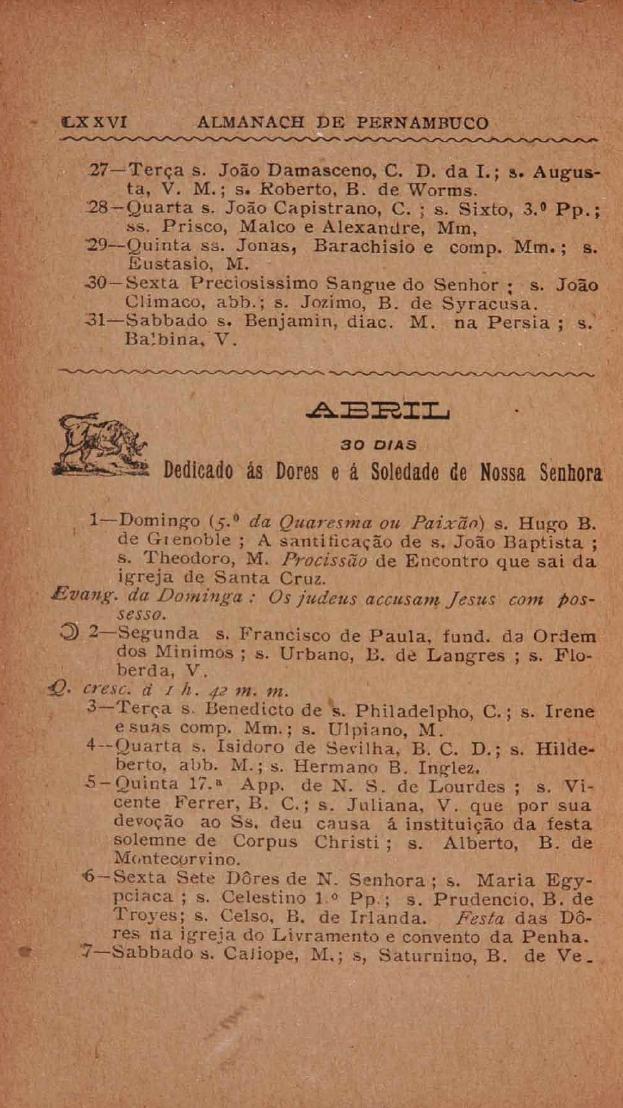 LXXVI ALMANACH DE PERNAMBUCO
27—Terça s. João Damasceno, C. D. da I.; s. Augus-
ta, V. M.; s. Roberto, B. de Worms.
28—Quarta s. João Capistrano, C. ; s. Sixto, 3.º Pp.;
ss. Prisco, Malco e Alexandre, Mm,
29—Quinta ss. Jonas, Barachisio e comp. Mm.; s.
Eustasio, M.
30—Sexta Preciosissimo Sangue do Senhor ; s. João
Climaco, abb.; s. Jozimo, B. de Syracusa.
31—Sabbado s. Benjamin, diac. M. na Persia ; s.
Balbina, V.
ABRIL
30 DIAS
Dedicado ás Dores e á Soledade de Nossa Senhora
1—Domingo (5.º da Quaresma ou Paixão) s. Hugo B.
de Grenoble ; A santificação de s. João Baptista ;
s. Theodoro, M. Procissão de Encontro que sai da
igreja de Santa Cruz.
Evang. da Dominga : Os judeus accusam Jesus com pos-
sesso.
2—Segunda s. Francisco de Paula, fund. da Ordem
dos Minimos ; s. Urbano, B. de Langres ; s. Flo-
berda, V.
Q. cresc. á 1 h. 42 m. m.
3—Terça s. Benedicto de s. Philadelpho, C.; s. Irene
e suas comp. Mm.; s. Ulpiano, M.
4—Quarta s. Isidoro de Sevilha, B. C. D.; s. Hilde-
berto, abb. M.; s. Hermano B. Inglez.
5—Quinta 17.ª App. de N. S. de Lourdes ; s. Vi-
cente Ferrer, B. C.; s. Juliana, V. que por sua
devoção ao Ss. deu causa á instituição da festa
solemne de Corpus Christi ; s. Alberto, B. de
Montecorvino.
6—Sexta Sete Dôres de N. Senhora ; s. Maria Egy-
pciaca ; s. Celestino 1.º Pp.; s. Prudencio, B. de
Troyes; s. Celso, B. de Irlanda. Festa das Dô-
res na igreja do Livramento e convento da Penha.
7—Sabbado s. Caliope, M.; s, Saturnino, B. de Ve-